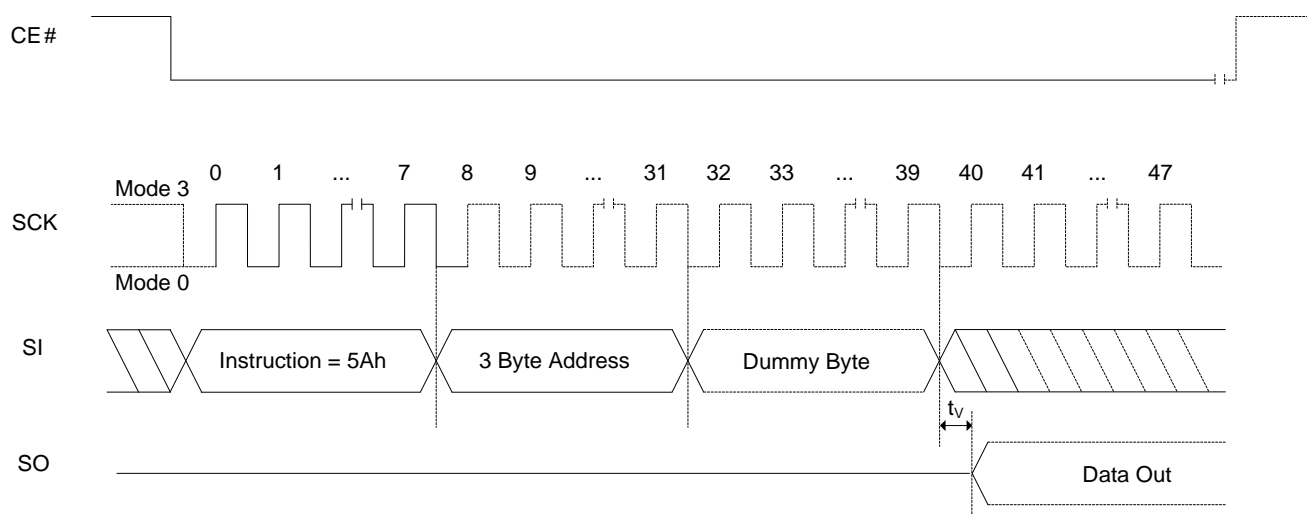 CE#
0 1 ... 7 8 9 ... 31 32 33 ... 39 40 41 ... 47
Mode 3
SCK
Mode 0
SI
Instruction = 5Ah
3 Byte Address
Dummy Byte
tV
SO
Data Out